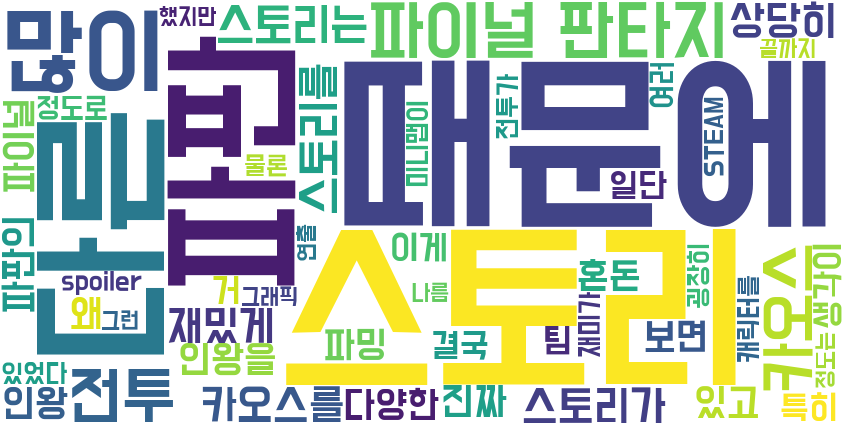 했지만
많이
스토리는
파이널 판타지
상당히
끝까지
파이널
정도로
다른
파판
물론
스토리를
미니맵이
전투가
여러
때문에
STEAM
일단
파판의
spoiler
왜
그런
거
그래픽
연출
이게
나름
스토리
혼돈
굉장히
카오스
생각이
정도는
캐릭터를
재밌게
인왕을
파밍
결국
팀
재미가
보면
있었다
인왕
전투
카오스를
다양한
진짜
스토리가
있고
특히